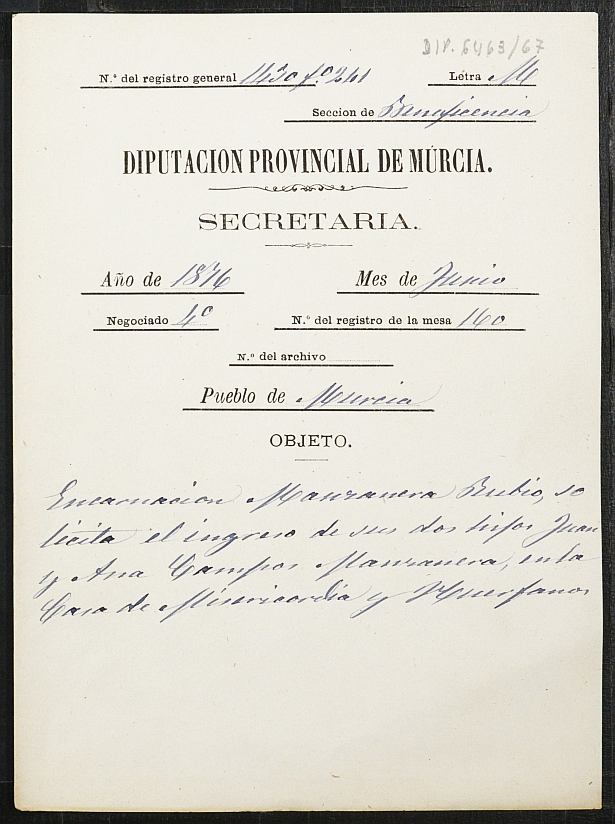 DIP. 6463/67
N.º del registro general 1430 fº 241 Letra M
Seccion de Beneficencia
DIPUTACION PROVINCIAL DE MÚRCIA.
SECRETARIA.
Año de 1876 Mes de Junio
Negociado 4º N.º del registro de la mesa 160
N.º del archivo
Pueblo de Murcia
OBJETO.
Encarnacion Manzanera Rubio, so
licita el ingreso de sus dos hijos Juan
y Ana Campos Manzanera, en la
Casa de Misericordia y Huerfanos